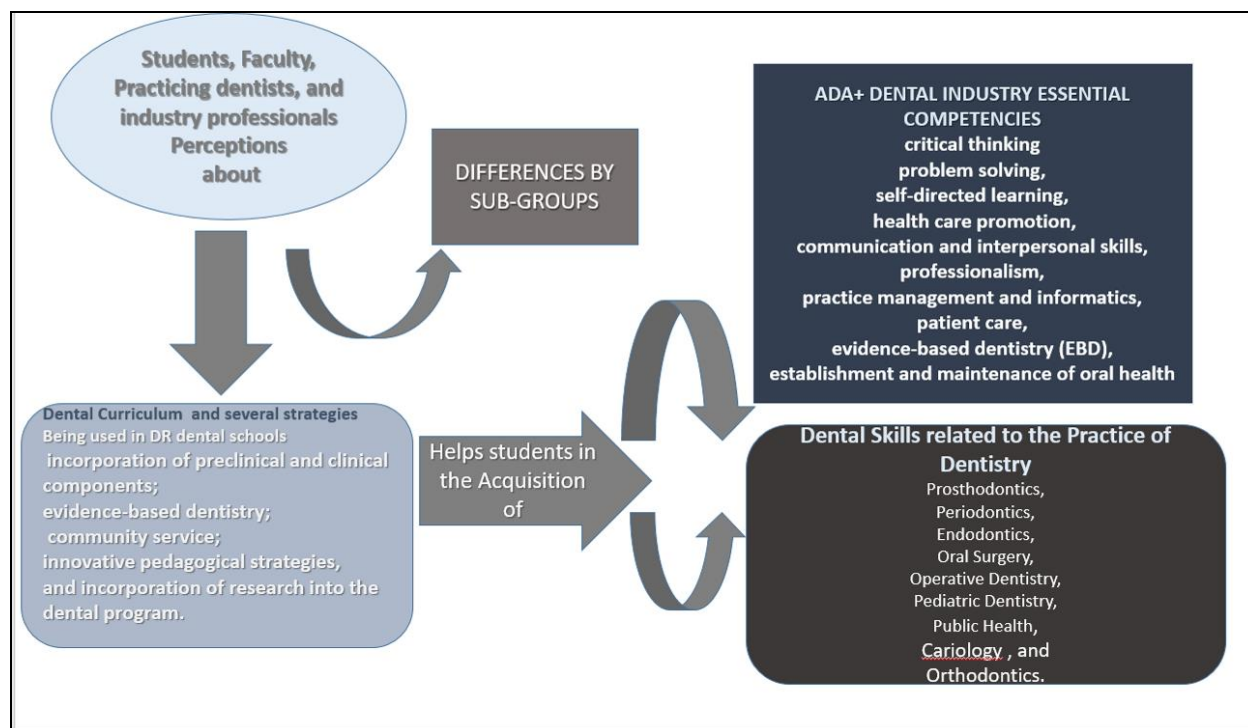 Students, Faculty,
Practicing dentists, and
industry professionals
Perceptions
about
DIFFERENCES BY
SUB-GROUPS
ADA+ DENTAL INDUSTRY ESSENTIAL
COMPETENCIES
critical thinking
problem solving,
self-directed learning,
health care promotion,
communication and interpersonal skills,
professionalism,
practice management and informatics,
patient care,
evidence-based dentistry (EBD),
establishment and maintenance of oral health
Dental Curriculum and several strategies
Being used in DR dental schools
incorporation of preclinical and clinical
components;
evidence-based dentistry;
community service;
innovative pedagogical strategies,
and incorporation of research into the
dental program.
Helps students in
the Acquisition
of
Dental Skills related to the Practice of
Dentistry
Prosthodontics,
Periodontics,
Endodontics,
Oral Surgery,
Operative Dentistry,
Pediatric Dentistry,
Public Health,
Cariology , and
Orthodontics.